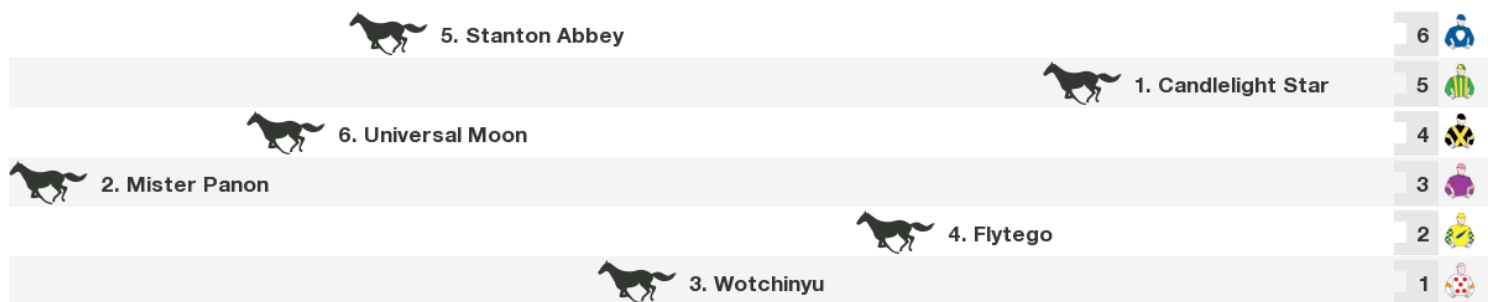 5. Stanton Abbey 6
1. Candlelight Star 5
6. Universal Moon 4
2. Mister Panon 3
4. Flytego 2
3. Wotchinyu 1